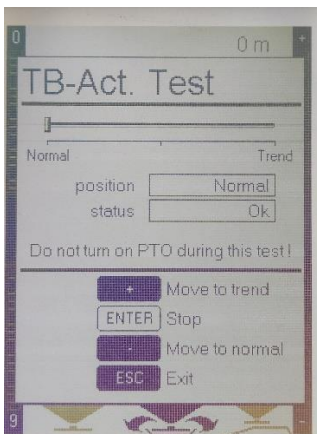 0
0 m
+
TB-Act. Test
Normal
Trend
position Normal
status Ok
Do not turn on PTO during this test!
+ Move to trend
ENTER Stop
- Move to normal
ESC Exit
9
-